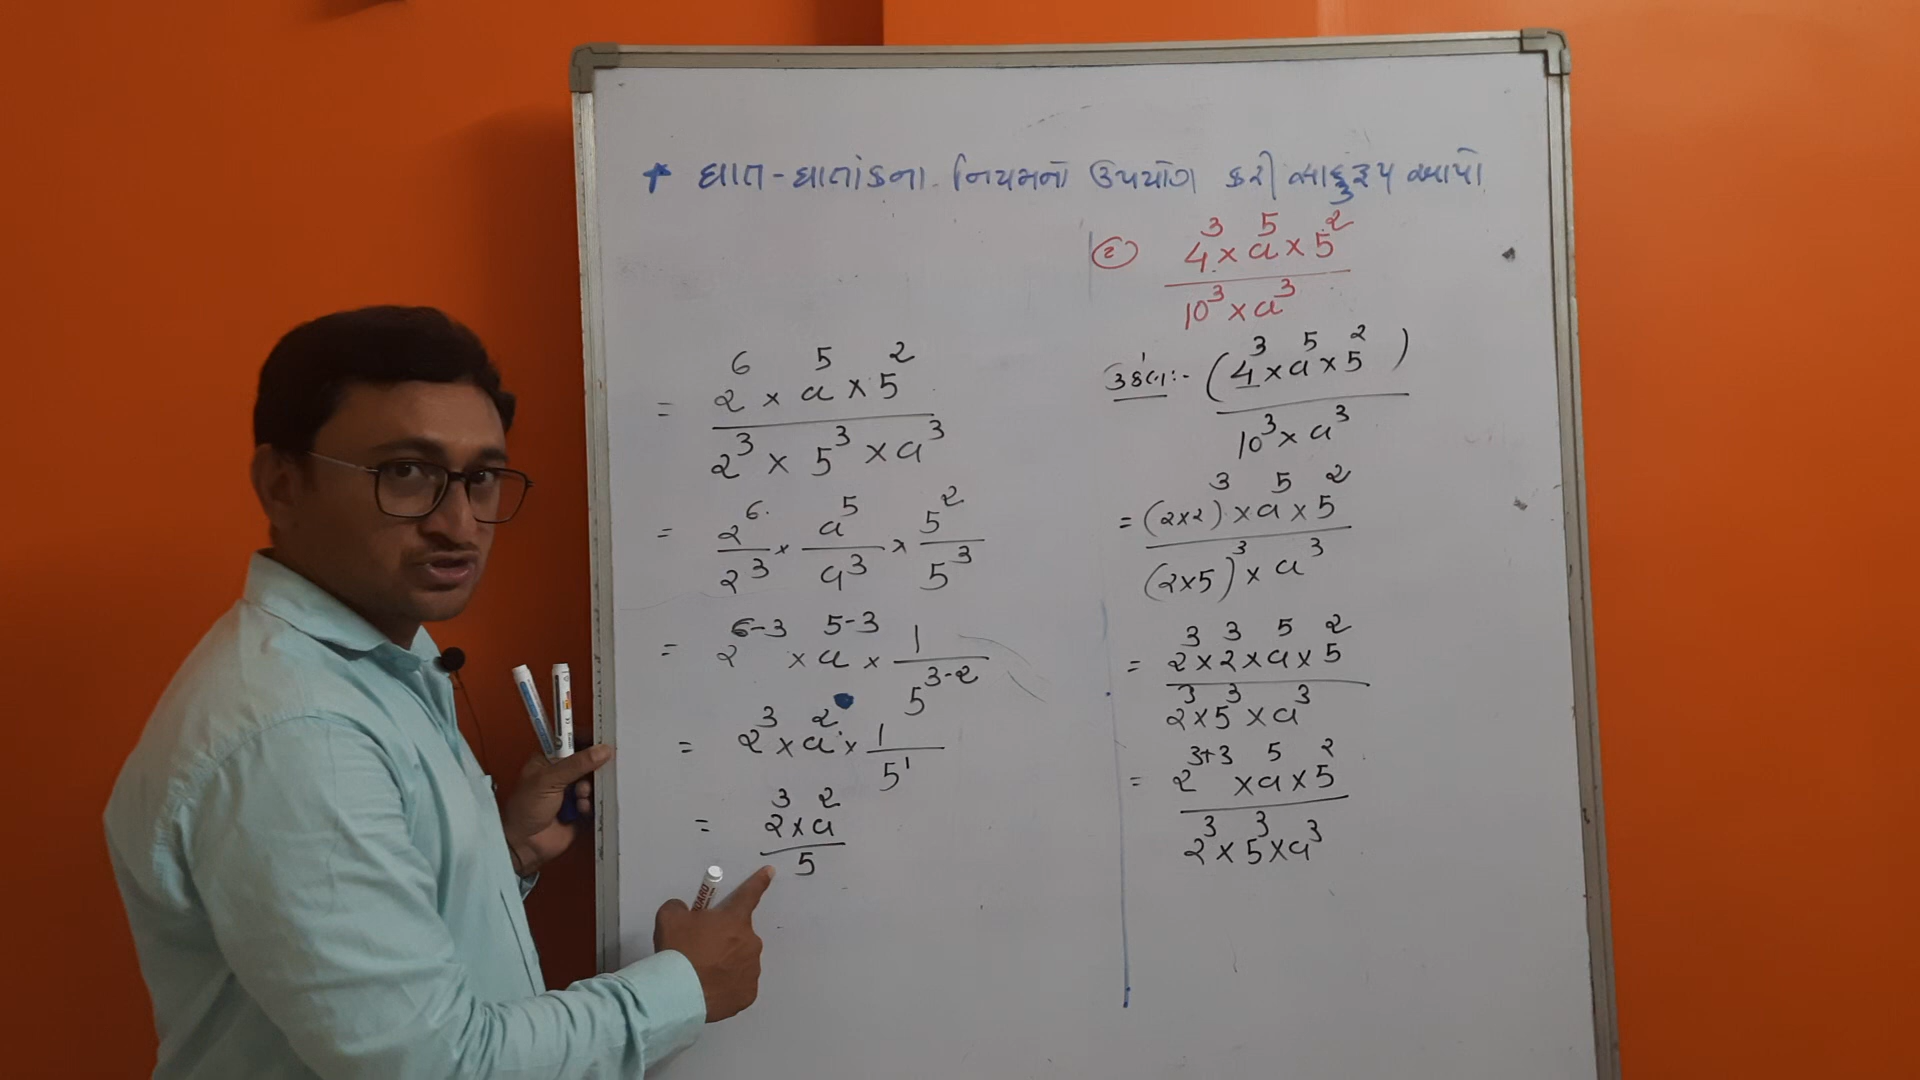 * ઘાત-ઘાતાંકના નિયમનો ઉપયોગ કરી સાદુરૂપ આપો
(૨) 4³ × a⁵ × 5²
10³ × a³
ઉકેલ:- (4³ × a⁵ × 5²)
10³ × a³
= (૨×૨)³ × a⁵ × 5²
(૨×5)³ × a³
= ૨³ × ૨³ × a⁵ × 5²
૨³ × 5³ × a³
= ૨³⁺³ × a⁵ × 5²
૨³ × 5³ × a³
= ૨⁶ × a⁵ × 5²
૨³ × 5³ × a³
= ૨⁶/૨³ × a⁵/a³ × 5²/5³
= ૨⁶⁻³ × a⁵⁻³ × 1/5³⁻²
= ૨³ × a² × 1/5¹
= ૨³ × a²
5